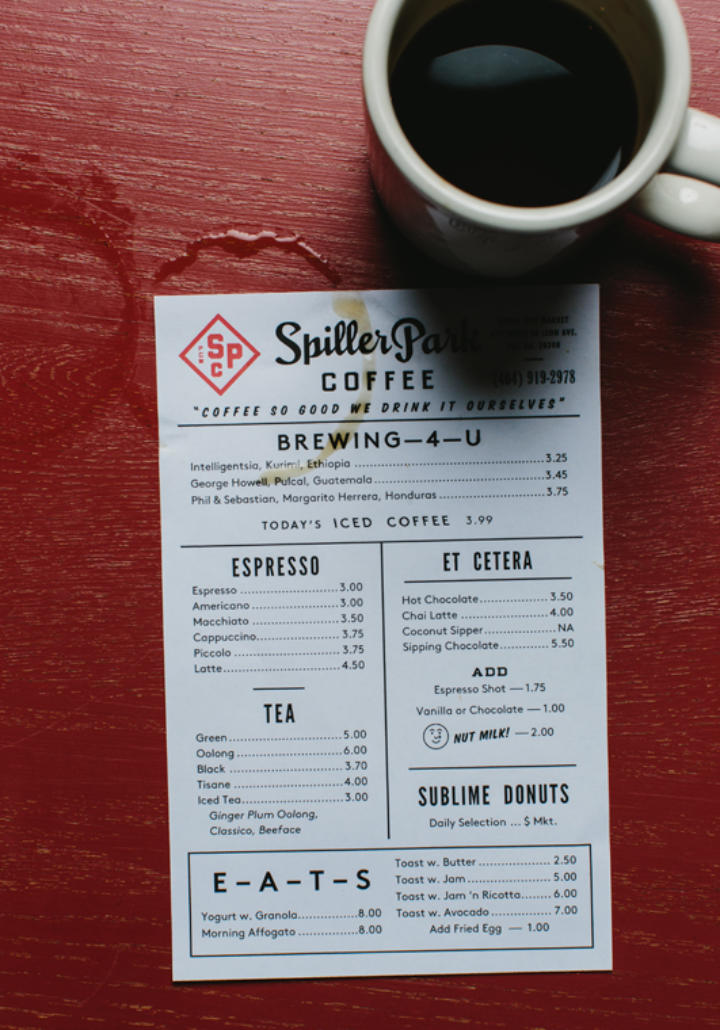 SP
C
PCM
Spiller Park
COFFEE
(404) 919-2978
"COFFEE SO GOOD WE DRINK IT OURSELVES"
BREWING—4—U
Intelligentsia, Kurimi, Ethiopia 3.25
George Howell, Pulcal, Guatemala 3.45
Phil & Sebastian, Margarito Herrera, Honduras 3.75
TODAY'S ICED COFFEE 3.99
ESPRESSO
Espresso 3.00
Americano 3.00
Macchiato 3.50
Cappuccino 3.75
Piccolo 3.75
Latte 4.50
TEA
Green 5.00
Oolong 6.00
Black 3.70
Tisane 4.00
Iced Tea 3.00
Ginger Plum Oolong,
Classico, Beeface
ET CETERA
Hot Chocolate 3.50
Chai Latte 4.00
Coconut Sipper NA
Sipping Chocolate 5.50
ADD
Espresso Shot — 1.75
Vanilla or Chocolate — 1.00
NUT MILK! — 2.00
SUBLIME DONUTS
Daily Selection ... $ Mkt.
E–A–T–S
Yogurt w. Granola 8.00
Morning Affogato 8.00
Toast w. Butter 2.50
Toast w. Jam 5.00
Toast w. Jam 'n Ricotta 6.00
Toast w. Avocado 7.00
Add Fried Egg — 1.00